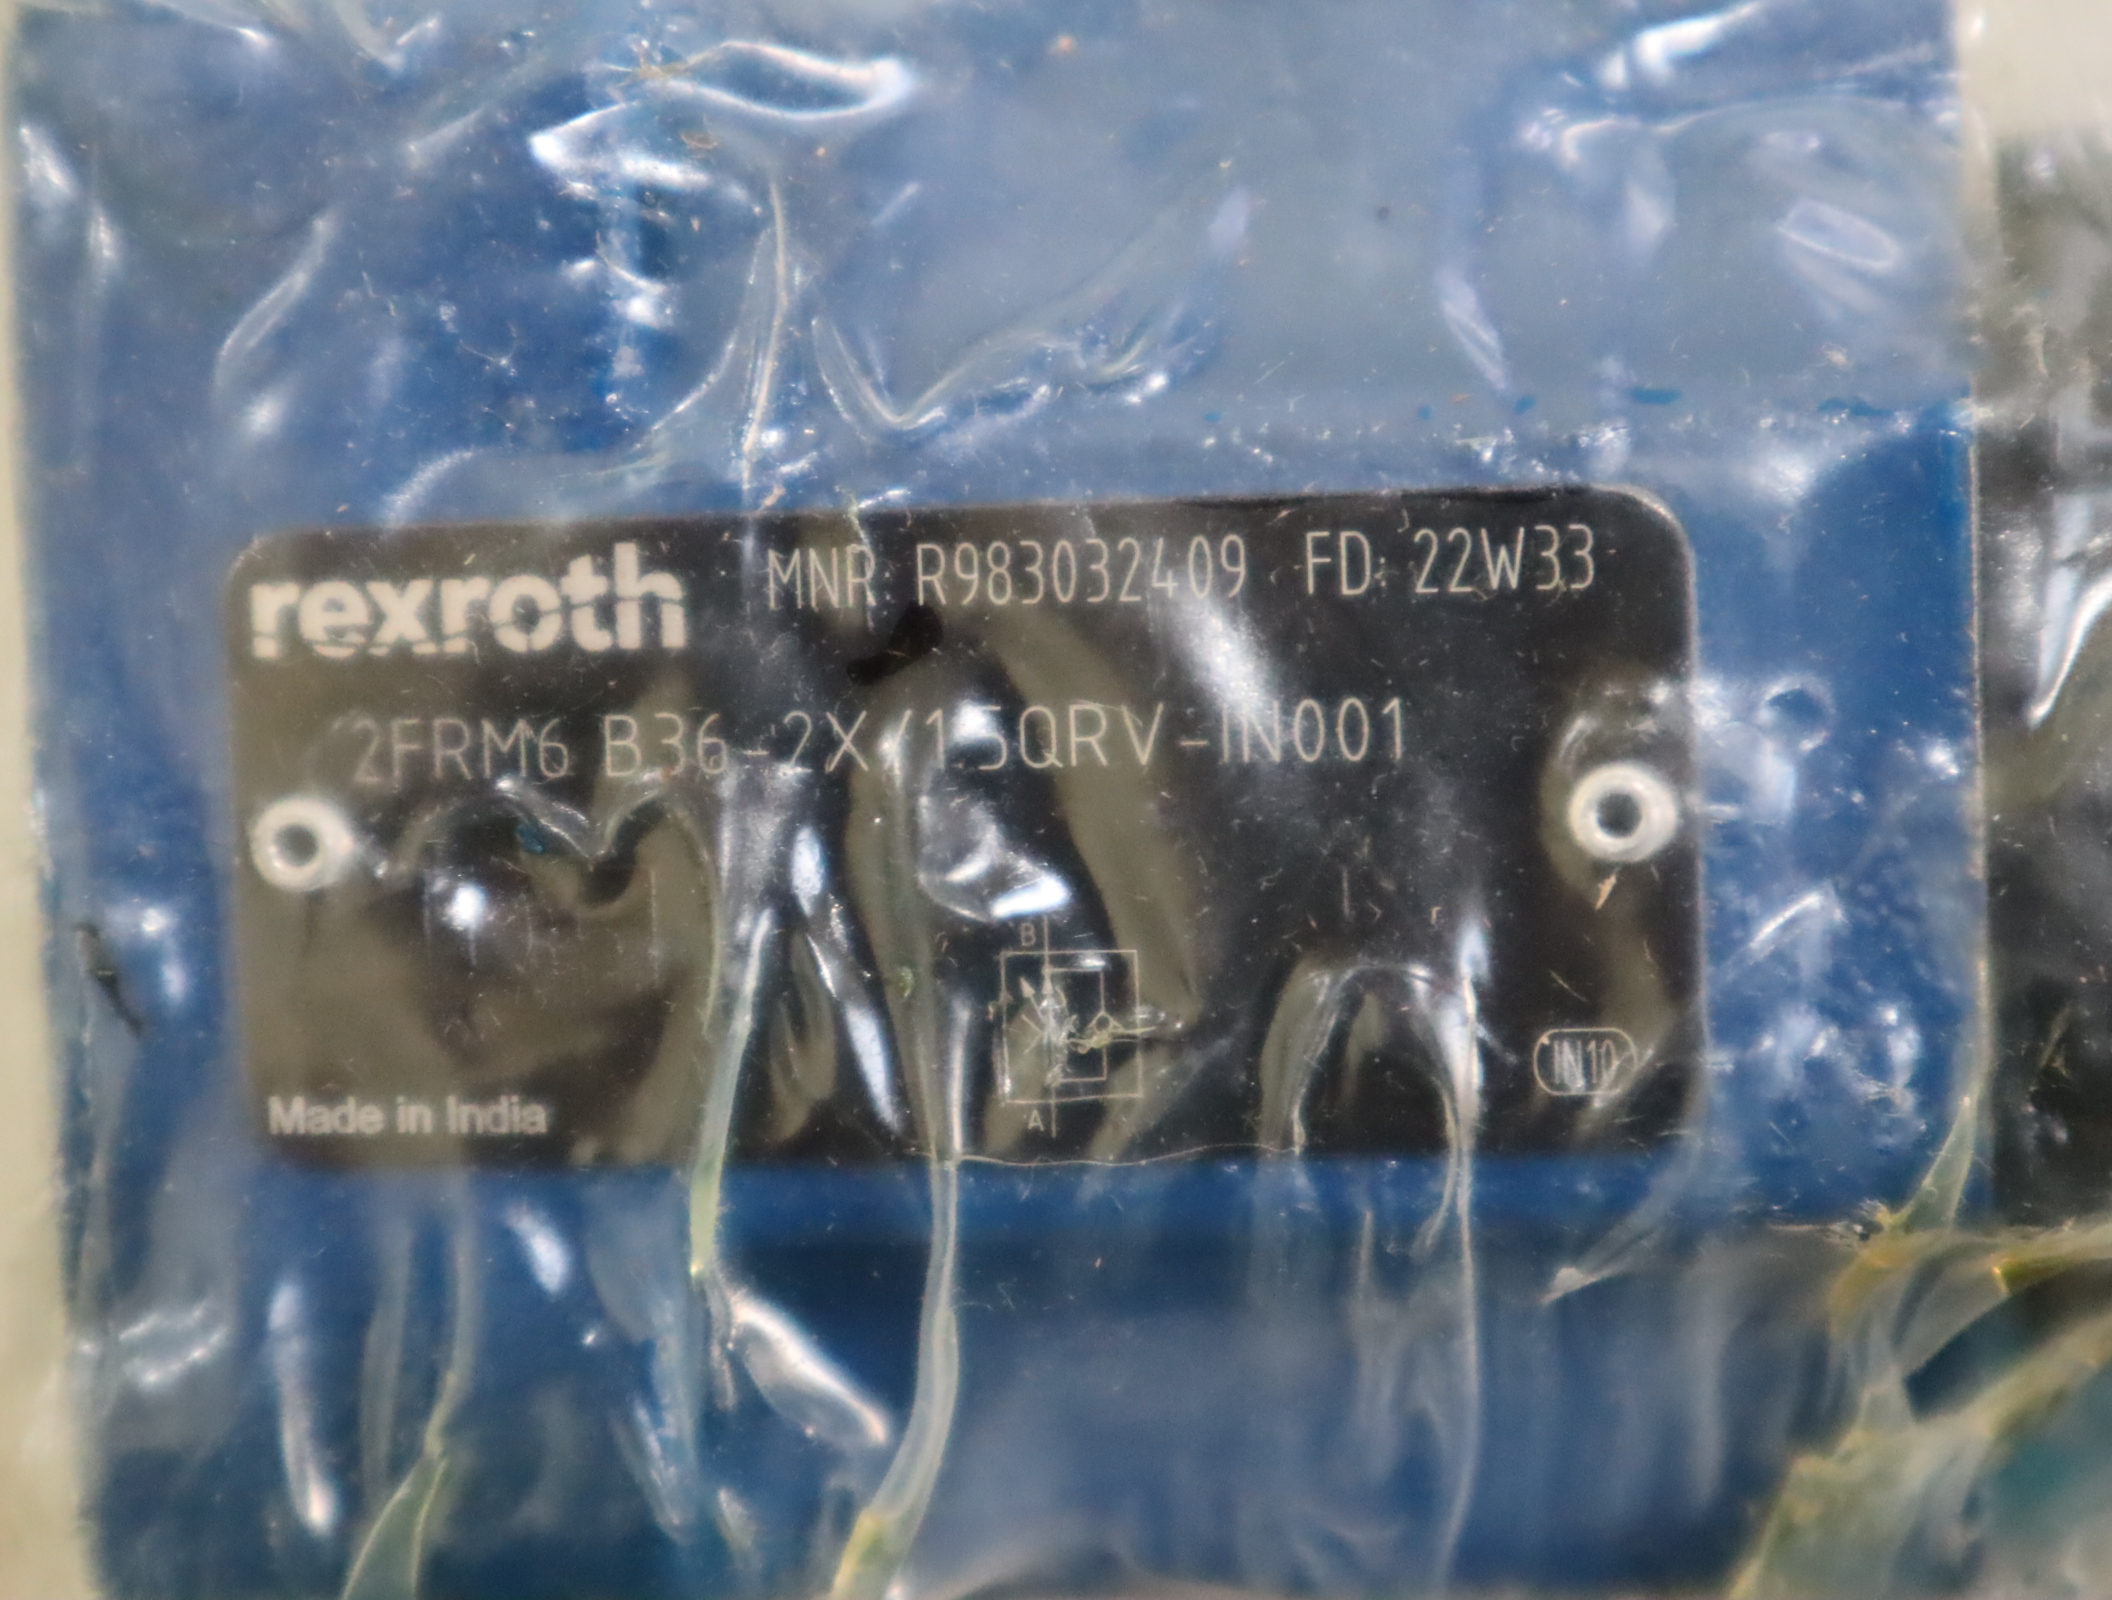 rexroth MNR: R983032409 FD: 22W33
2FRM6 B36-2X/1.5QRV-IN001
B
A
IN10
Made in India